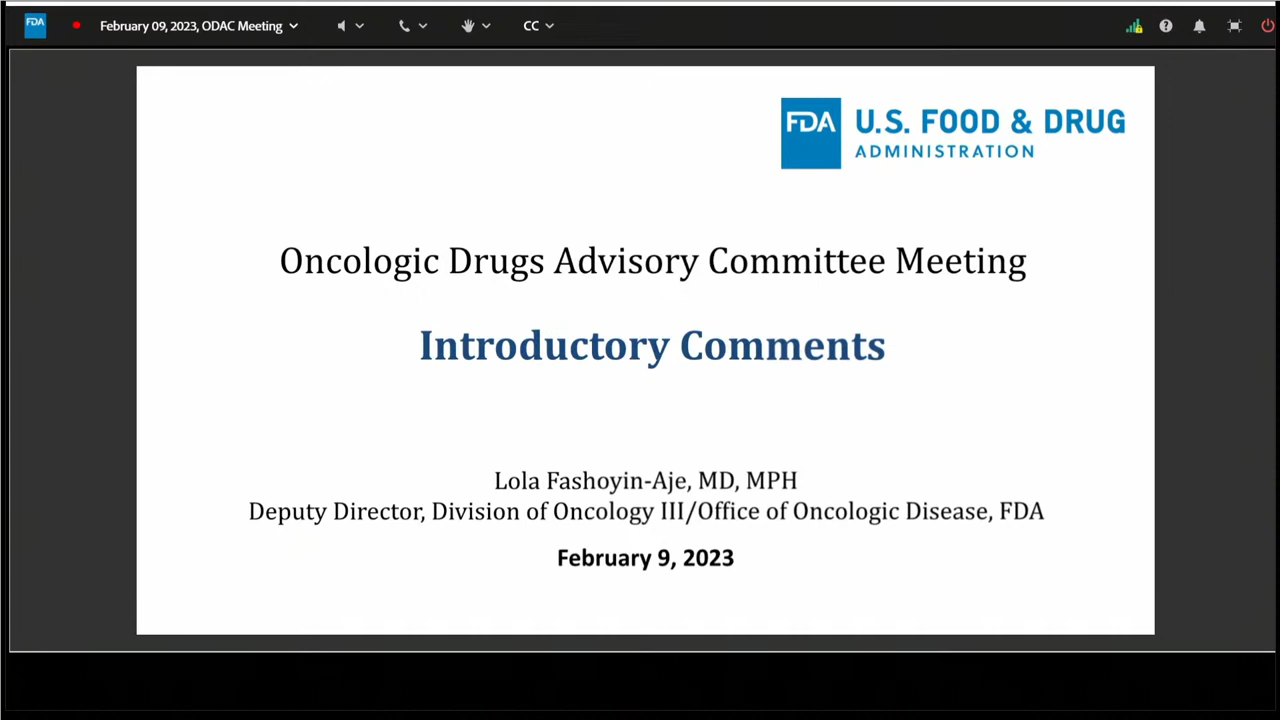 FDA
February 09, 2023, ODAC Meeting
CC
FDA
U.S. FOOD & DRUG
ADMINISTRATION
Oncologic Drugs Advisory Committee Meeting
Introductory Comments
Lola Fashoyin-Aje, MD, MPH
Deputy Director, Division of Oncology III/Office of Oncologic Disease, FDA
February 9, 2023